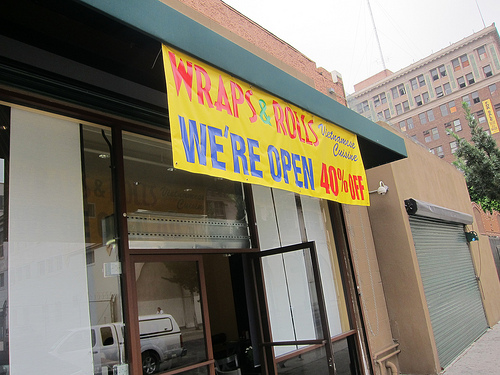 WRAPS & ROLLS Vietnamese Cuisine
WE'RE OPEN 40% OFF